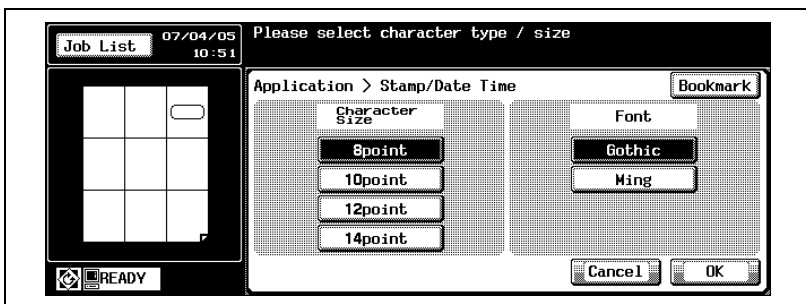 Job List
07/04/05
10:51
Please select character type / size
Application > Stamp/Date Time
Bookmark
Character
Size
8point
10point
12point
14point
Font
Gothic
Ming
Cancel
OK
READY